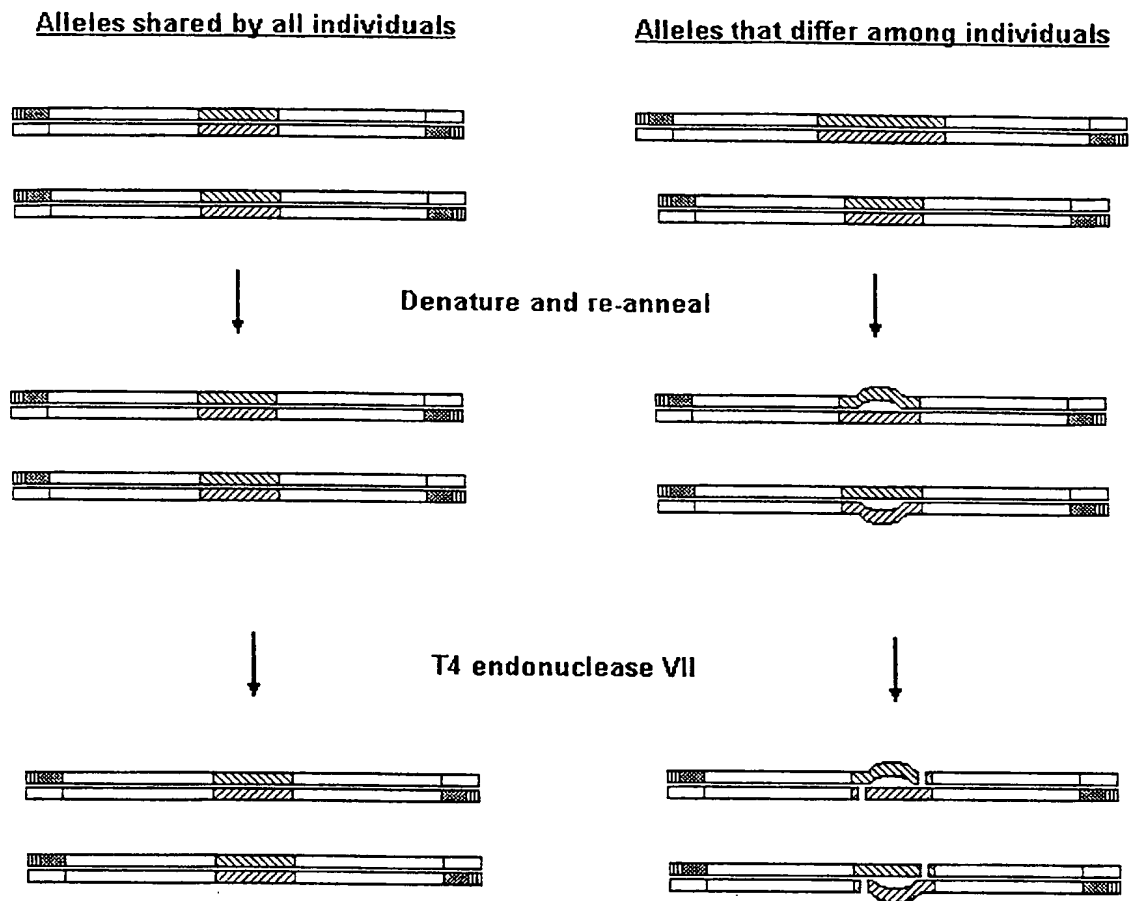 Alleles shared by all individuals
Alleles that differ among individuals
Denature and re-anneal
T4 endonuclease VII